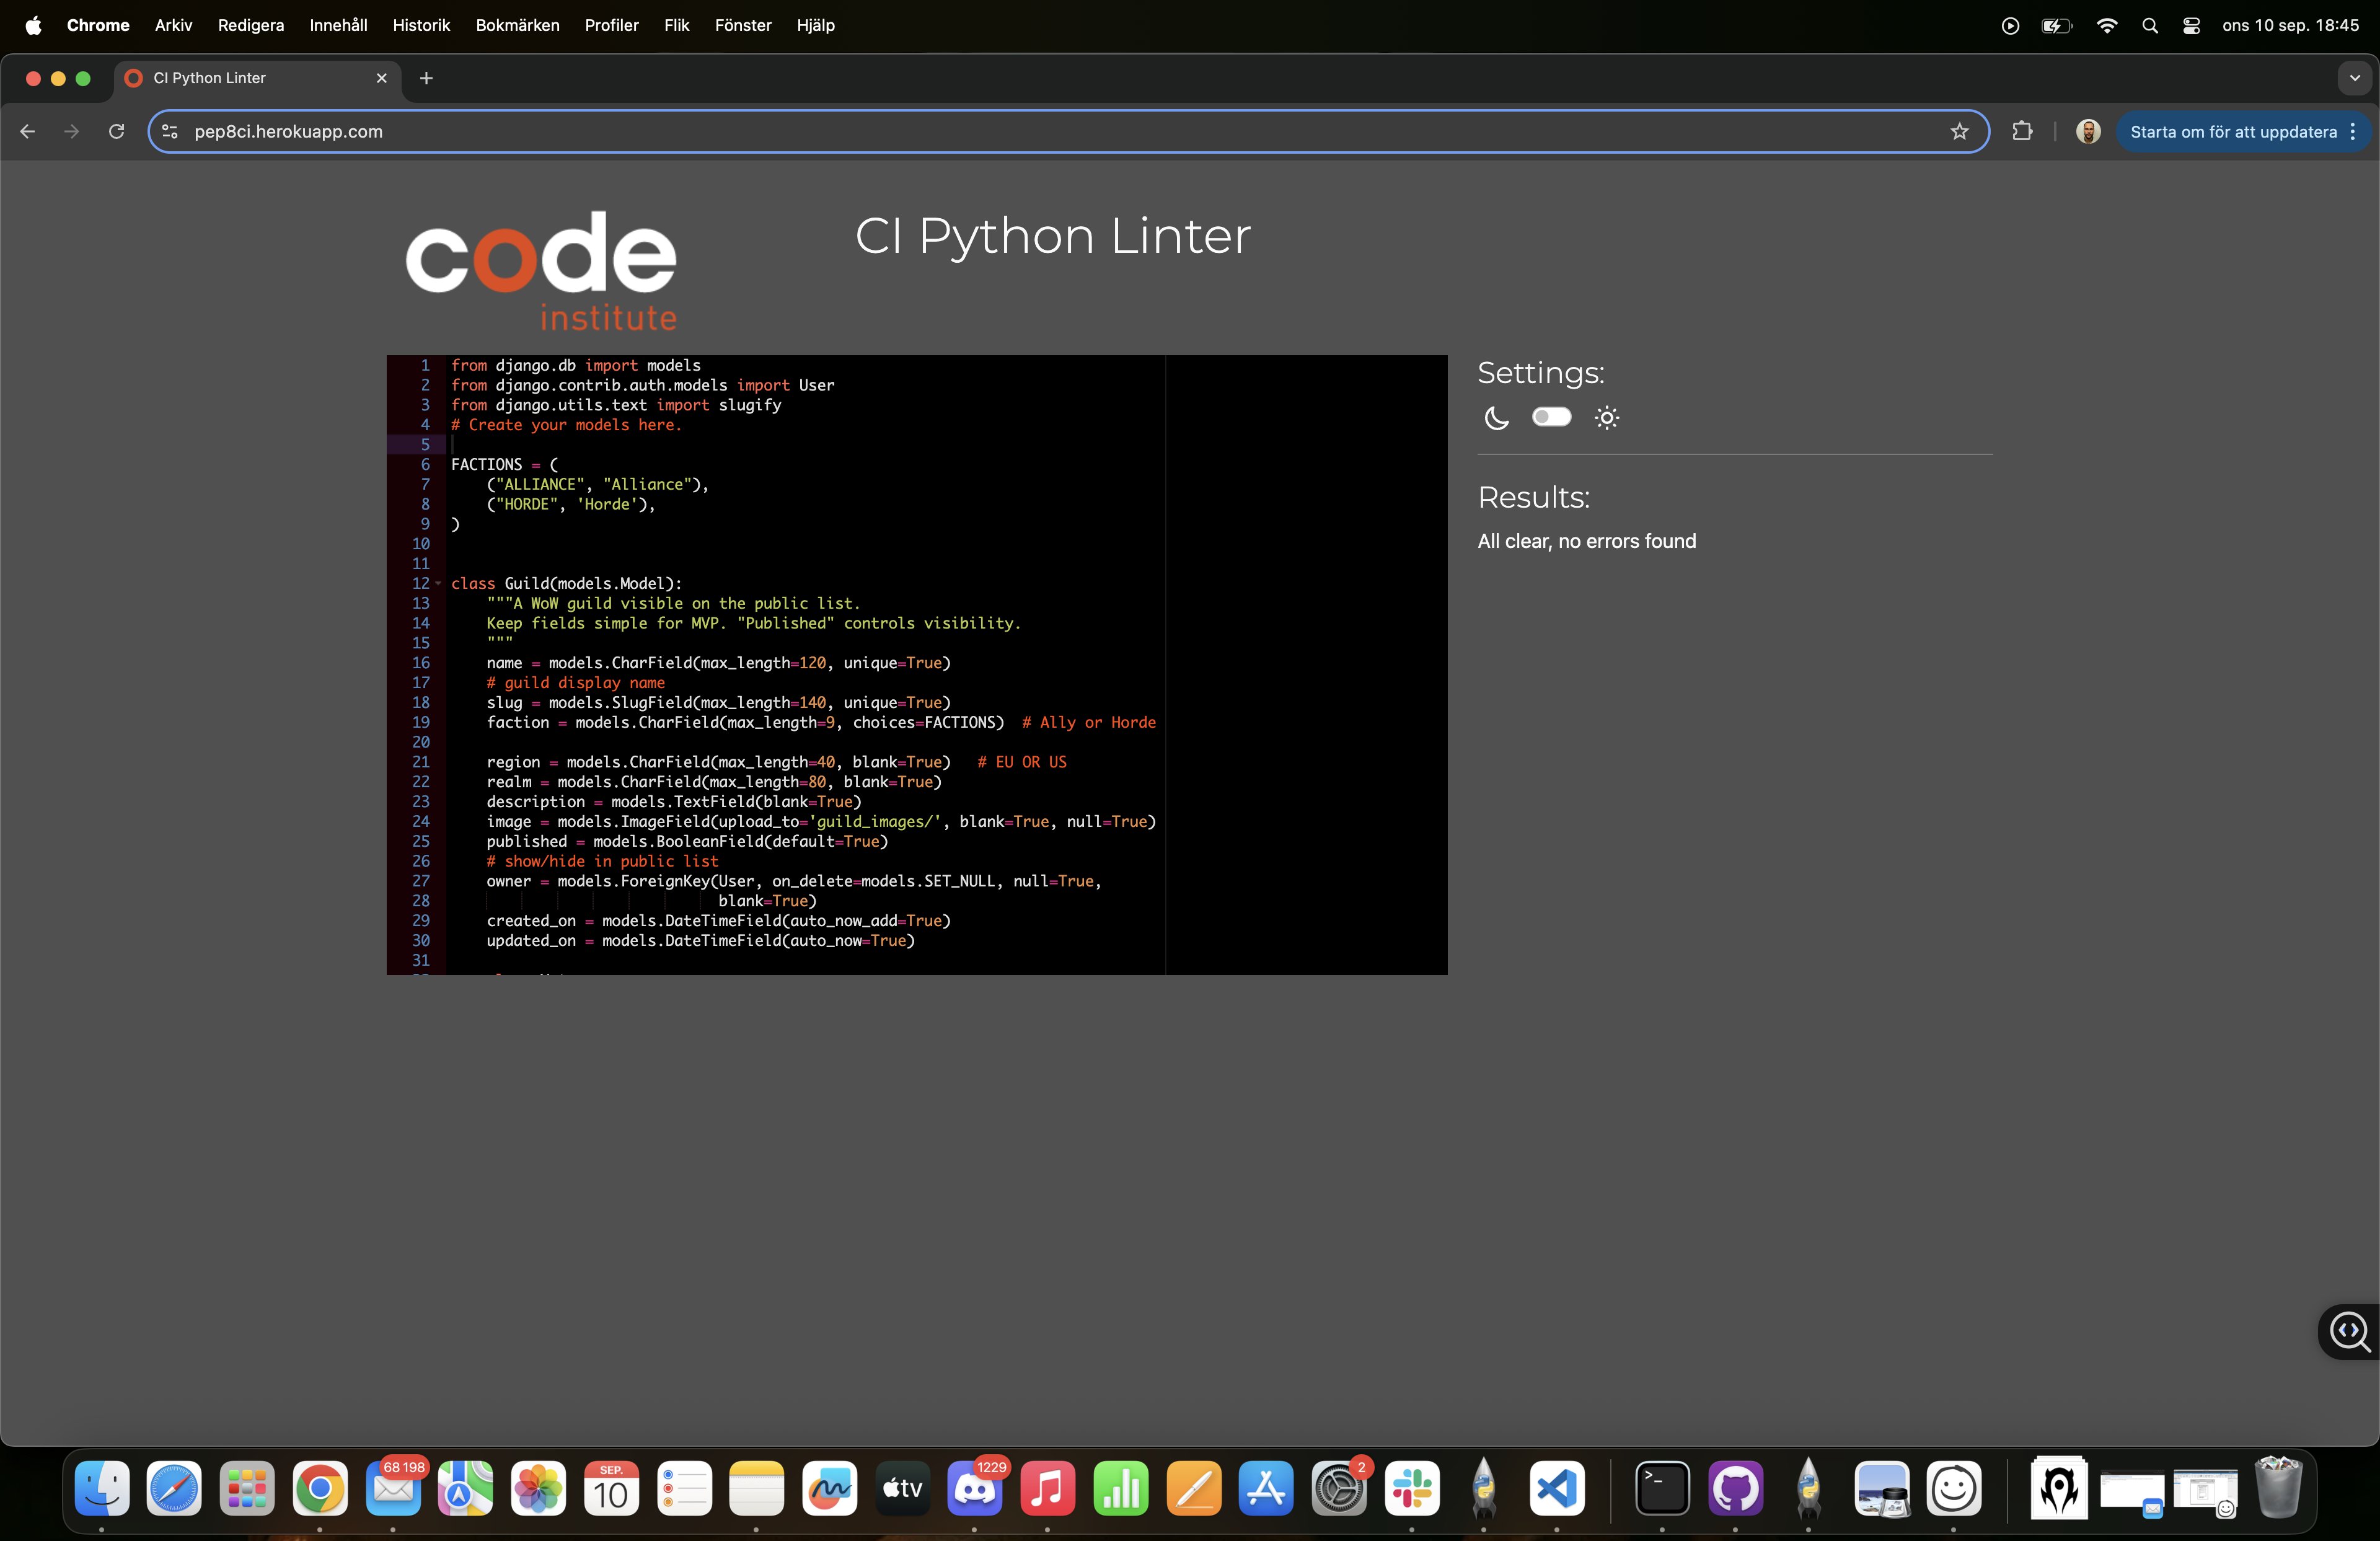 Chrome Arkiv Redigera Innehåll Historik Bokmärken Profiler Flik Fönster Hjälp ons 10 sep. 18:45
CI Python Linter
pep8ci.herokuapp.com Starta om för att uppdatera
code
institute
CI Python Linter
1 from django.db import models
2 from django.contrib.auth.models import User
3 from django.utils.text import slugify
4 # Create your models here.
5
6 FACTIONS = (
7 ("ALLIANCE", "Alliance"),
8 ("HORDE", 'Horde'),
9 )
10
11
12 class Guild(models.Model):
13 """A WoW guild visible on the public list.
14 Keep fields simple for MVP. "Published" controls visibility.
15 """
16 name = models.CharField(max_length=120, unique=True)
17 # guild display name
18 slug = models.SlugField(max_length=140, unique=True)
19 faction = models.CharField(max_length=9, choices=FACTIONS)  # Ally or Horde
20
21 region = models.CharField(max_length=40, blank=True)   # EU OR US
22 realm = models.CharField(max_length=80, blank=True)
23 description = models.TextField(blank=True)
24 image = models.ImageField(upload_to='guild_images/', blank=True, null=True)
25 published = models.BooleanField(default=True)
26 # show/hide in public list
27 owner = models.ForeignKey(User, on_delete=models.SET_NULL, null=True,
28 blank=True)
29 created_on = models.DateTimeField(auto_now_add=True)
30 updated_on = models.DateTimeField(auto_now=True)
31
Settings:
Results:
All clear, no errors found
68 198
SEP.
10
tv
1229
2